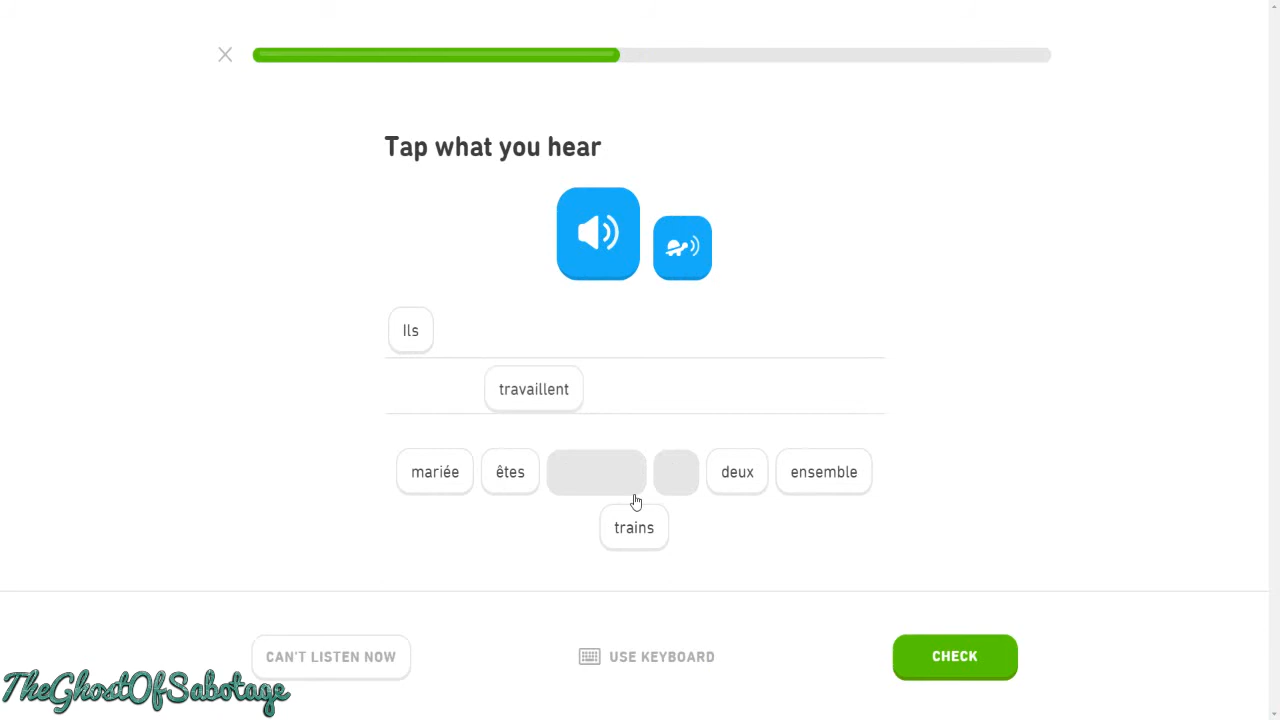 Tap what you hear
Ils
travaillent
mariée êtes deux ensemble
trains
CAN'T LISTEN NOW USE KEYBOARD CHECK
TheGhostOfSabotage